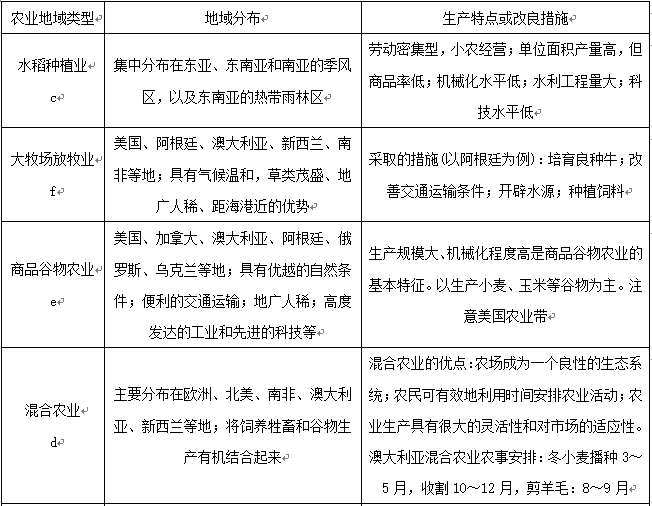 农业地域类型
地域分布
生产特点或改良措施
水稻种植业
c
集中分布在东亚、东南亚和南亚的季风
区，以及东南亚的热带雨林区
劳动密集型，小农经营；单位面积产量高，但
商品率低；机械化水平低；水利工程量大；科
技水平低
大牧场放牧业
f
美国、阿根廷、澳大利亚、新西兰、南
非等地；具有气候温和，草类茂盛、地
广人稀、距海港近的优势
采取的措施(以阿根廷为例)：培育良种牛；改
善交通运输条件；开辟水源；种植饲料
商品谷物农业
e
美国、加拿大、澳大利亚、阿根廷、俄
罗斯、乌克兰等地；具有优越的自然条
件；便利的交通运输；地广人稀；高度
发达的工业和先进的科技等
生产规模大、机械化程度高是商品谷物农业的
基本特征。以生产小麦、玉米等谷物为主。注
意美国农业带
混合农业
d
主要分布在欧洲、北美、南非、澳大利
亚、新西兰等地；将饲养牲畜和谷物生
产有机结合起来
混合农业的优点：农场成为一个良性的生态系
统；农民可有效地利用时间安排农业活动；农
业生产具有很大的灵活性和对市场的适应性。
澳大利亚混合农业农事安排：冬小麦播种3～
5月，收割10～12月，剪羊毛：8～9月